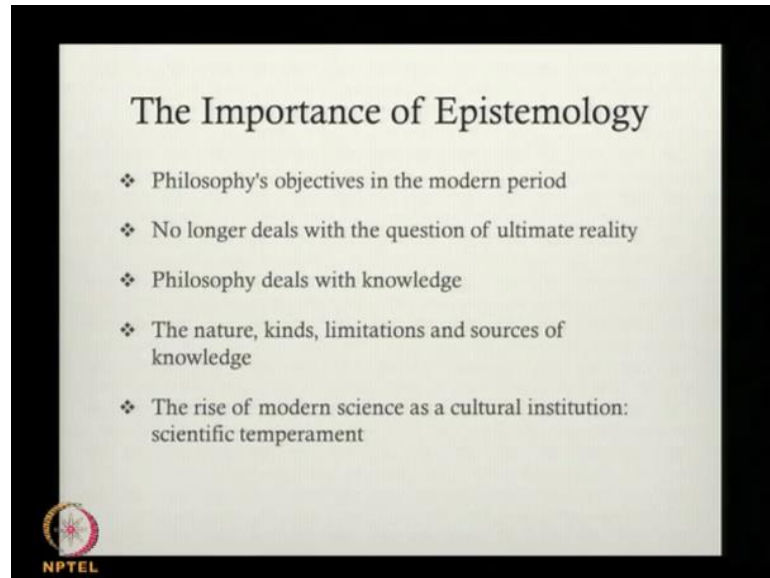 The Importance of Epistemology
❖ Philosophy's objectives in the modern period
❖ No longer deals with the question of ultimate reality
❖ Philosophy deals with knowledge
❖ The nature, kinds, limitations and sources of
knowledge
❖ The rise of modern science as a cultural institution:
scientific temperament
NPTEL